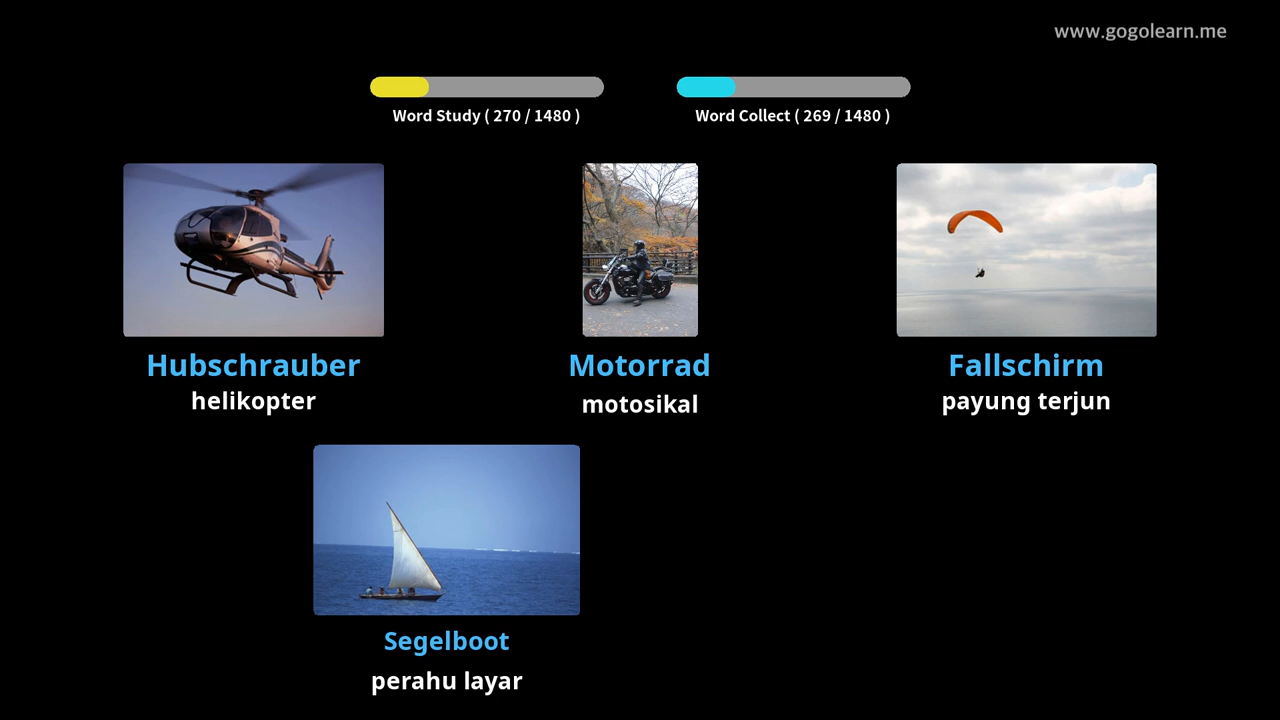 www.gogolearn.me
Word Study ( 270 / 1480 )
Word Collect ( 269 / 1480 )
Hubschrauber
helikopter
Motorrad
motosikal
Fallschirm
payung terjun
Segelboot
perahu layar